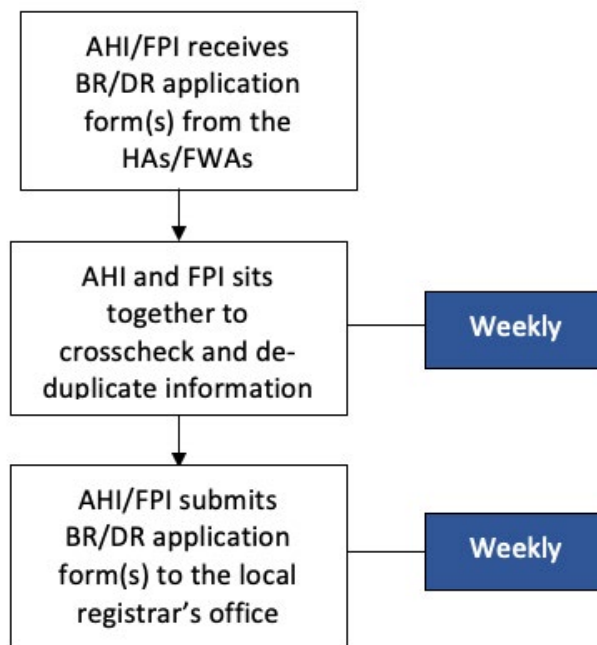 AHI/FPI receives
BR/DR application
form(s) from the
HAs/FWAs
AHI and FPI sits
together to
crosscheck and de-
duplicate information
Weekly
AHI/FPI submits
BR/DR application
form(s) to the local
registrar’s office
Weekly